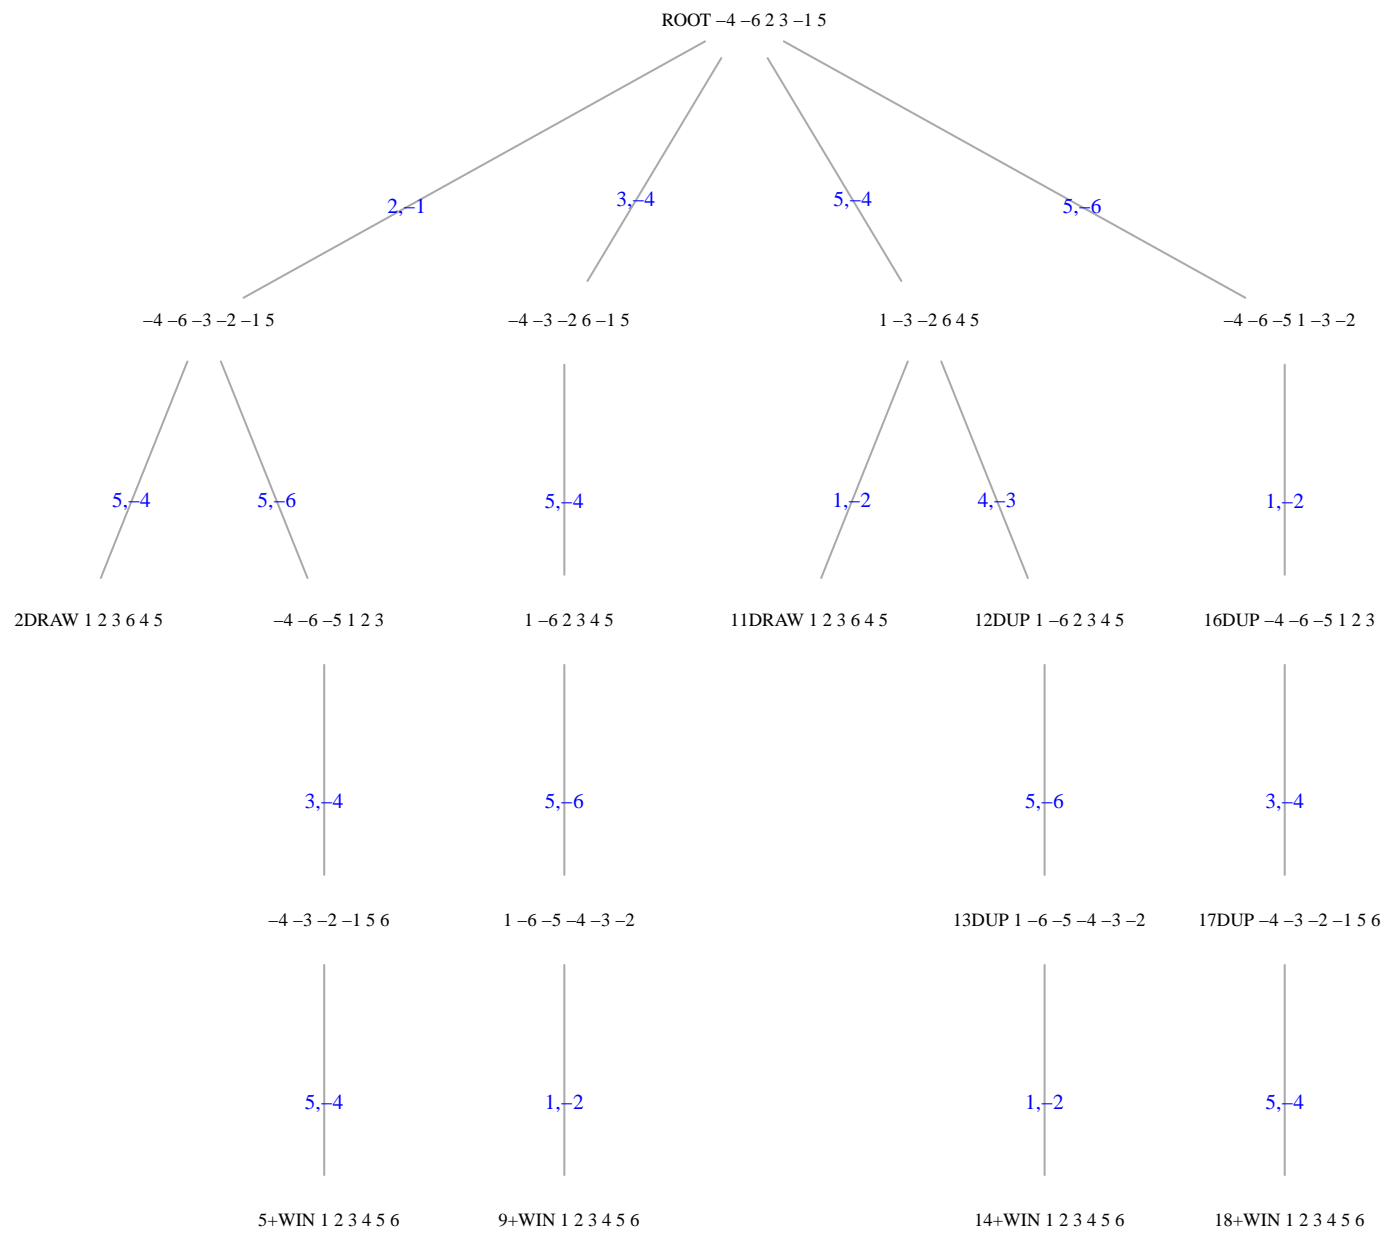 ROOT –4 –6 2 3 –1 5
2,–1
3,–4
5,–4
5,–6
–4 –6 –3 –2 –1 5
–4 –3 –2 6 –1 5
1 –3 –2 6 4 5
–4 –6 –5 1 –3 –2
5,–4
5,–6
5,–4
1,–2
4,–3
1,–2
2DRAW 1 2 3 6 4 5
–4 –6 –5 1 2 3
1 –6 2 3 4 5
11DRAW 1 2 3 6 4 5
12DUP 1 –6 2 3 4 5
16DUP –4 –6 –5 1 2 3
3,–4
5,–6
5,–6
3,–4
–4 –3 –2 –1 5 6
1 –6 –5 –4 –3 –2
13DUP 1 –6 –5 –4 –3 –2
17DUP –4 –3 –2 –1 5 6
5,–4
1,–2
1,–2
5,–4
5+WIN 1 2 3 4 5 6
9+WIN 1 2 3 4 5 6
14+WIN 1 2 3 4 5 6
18+WIN 1 2 3 4 5 6